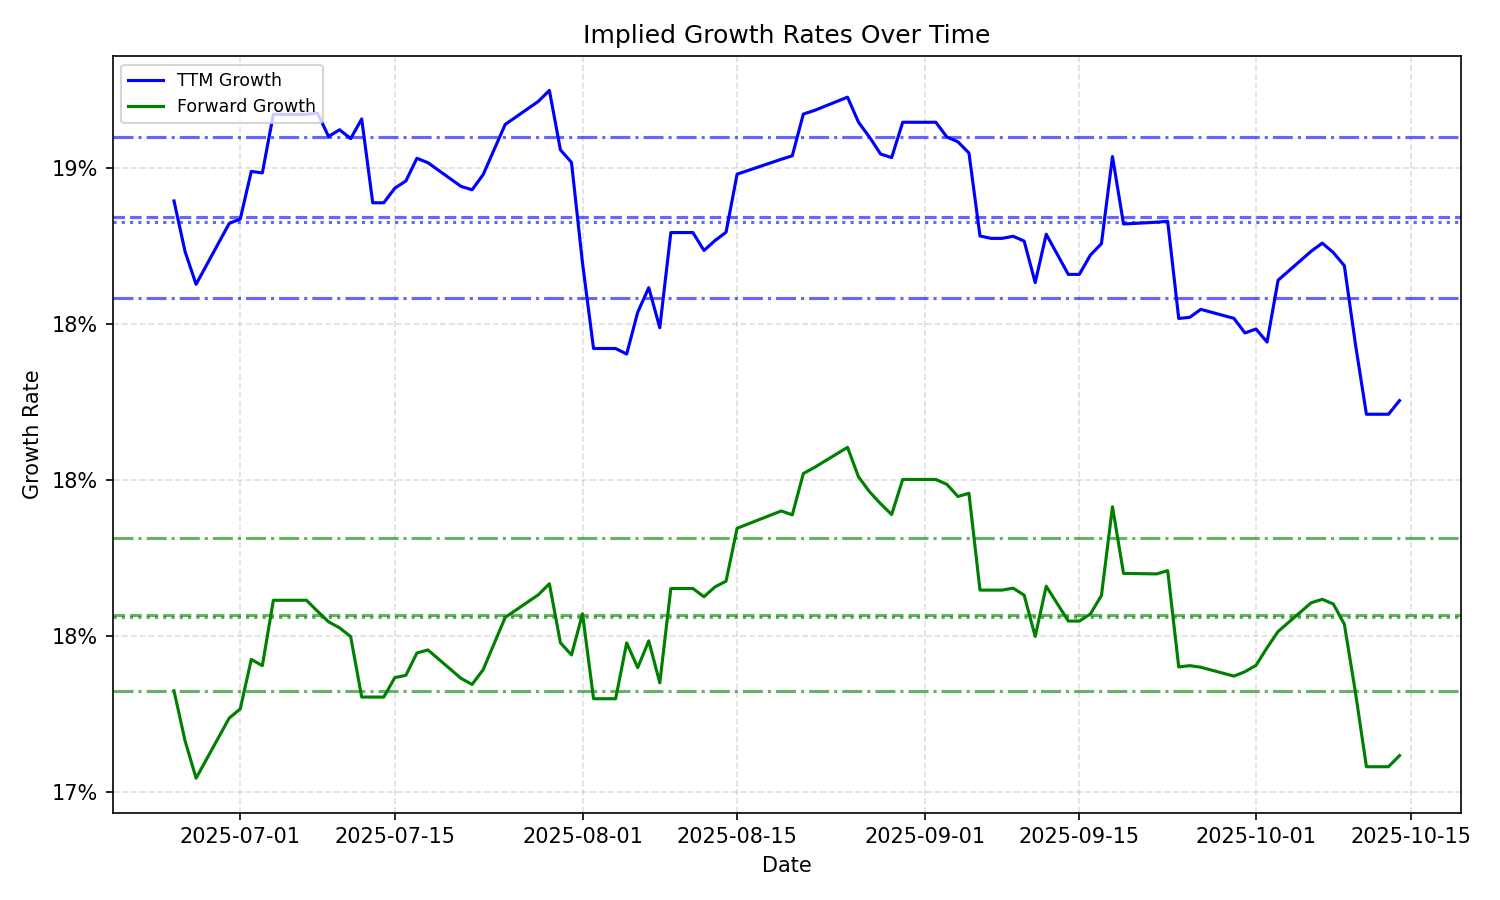 Implied Growth Rates Over Time
TTM Growth
Forward Growth
19%
18%
18%
18%
17%
Growth Rate
2025-07-01
2025-07-15
2025-08-01
2025-08-15
2025-09-01
2025-09-15
2025-10-01
2025-10-15
Date